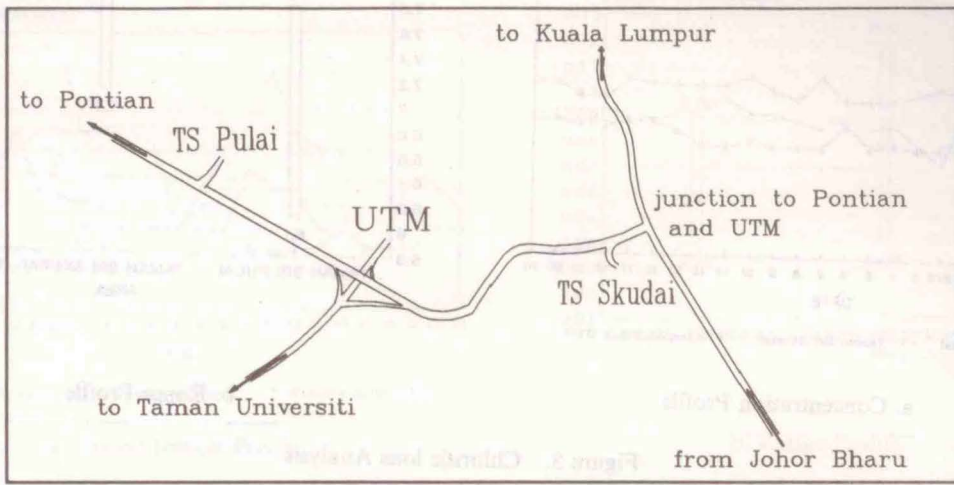 to Kuala Lumpur
to Pontian
TS Pulai
junction to Pontian
and UTM
UTM
TS Skudai
to Taman Universiti
from Johor Bharu